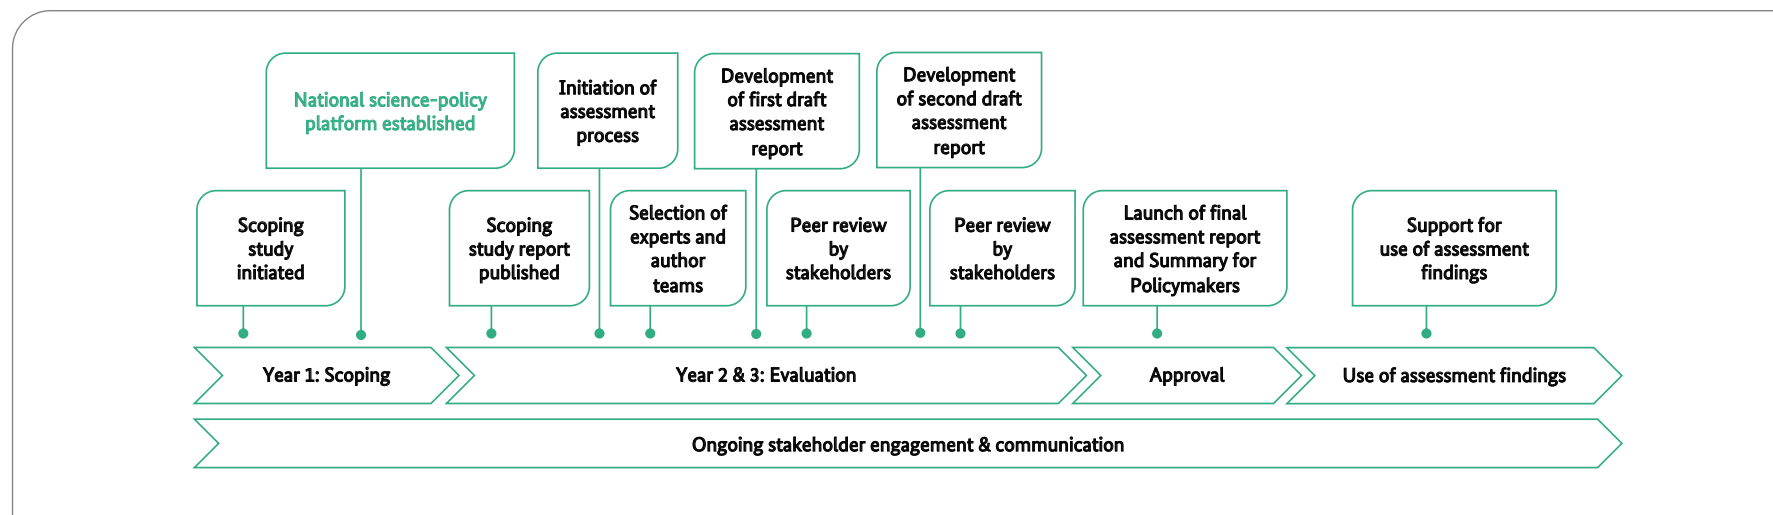 National science-policy
platform established
Initiation of
assessment
process
Development
of first draft
assessment
report
Development
of second draft
assessment
report
Scoping
study
initiated
Scoping
study report
published
Selection of
experts and
author
teams
Peer review
by
stakeholders
Peer review
by
stakeholders
Launch of final
assessment report
and Summary for
Policymakers
Support for
use of assessment
findings
Year 1: Scoping
Year 2 & 3: Evaluation
Approval
Use of assessment findings
Ongoing stakeholder engagement & communication